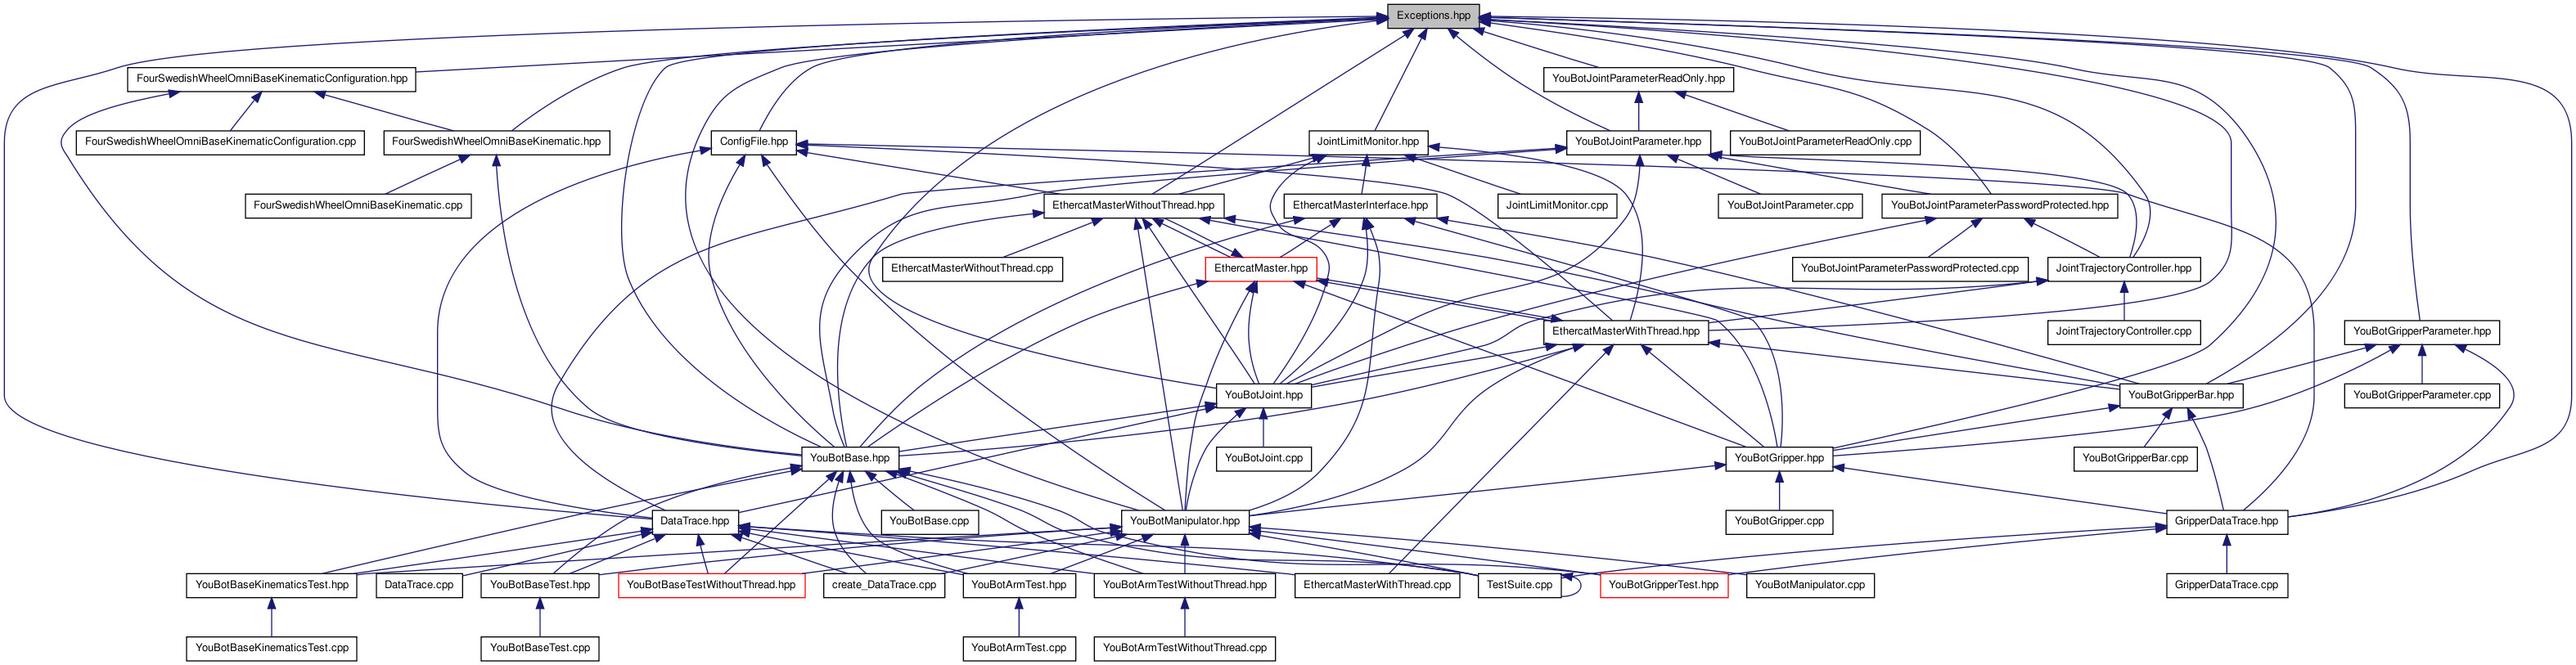 Exceptions.hpp
FourSwedishWheelOmniBaseKinematicConfiguration.hpp
YouBotJointParameterReadOnly.hpp
FourSwedishWheelOmniBaseKinematicConfiguration.cpp
FourSwedishWheelOmniBaseKinematic.hpp
ConfigFile.hpp
JointLimitMonitor.hpp
YouBotJointParameter.hpp
YouBotJointParameterReadOnly.cpp
FourSwedishWheelOmniBaseKinematic.cpp
EthercatMasterWithoutThread.hpp
EthercatMasterInterface.hpp
JointLimitMonitor.cpp
YouBotJointParameter.cpp
YouBotJointParameterPasswordProtected.hpp
EthercatMasterWithoutThread.cpp
EthercatMaster.hpp
YouBotJointParameterPasswordProtected.cpp
JointTrajectoryController.hpp
EthercatMasterWithThread.hpp
JointTrajectoryController.cpp
YouBotGripperParameter.hpp
YouBotJoint.hpp
YouBotGripperBar.hpp
YouBotGripperParameter.cpp
YouBotBase.hpp
YouBotJoint.cpp
YouBotGripper.hpp
YouBotGripperBar.cpp
DataTrace.hpp
YouBotBase.cpp
YouBotManipulator.hpp
YouBotGripper.cpp
GripperDataTrace.hpp
YouBotBaseKinematicsTest.hpp
DataTrace.cpp
YouBotBaseTest.hpp
YouBotBaseTestWithoutThread.hpp
create_DataTrace.cpp
YouBotArmTest.hpp
YouBotArmTestWithoutThread.hpp
EthercatMasterWithThread.cpp
TestSuite.cpp
YouBotGripperTest.hpp
YouBotManipulator.cpp
GripperDataTrace.cpp
YouBotBaseKinematicsTest.cpp
YouBotBaseTest.cpp
YouBotArmTest.cpp
YouBotArmTestWithoutThread.cpp